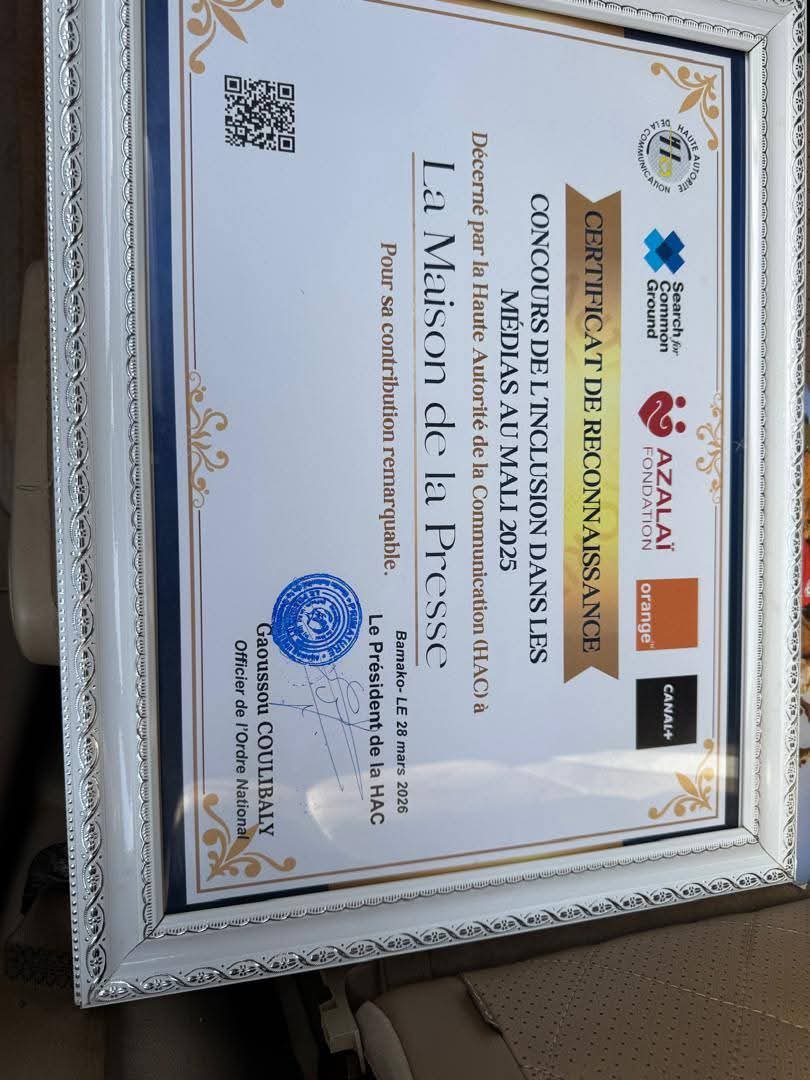 HAUTE AUTORITÉ
DE LA COMMUNICATION
Search for
Common
Ground
AZALAÏ
FONDATION
orange™
CANAL+
CERTIFICAT DE RECONNAISSANCE
CONCOURS DE L'INCLUSION DANS LES
MÉDIAS AU MALI 2025
Décerné par la Haute Autorité de la Communication (HAC) à
La Maison de la Presse
Pour sa contribution remarquable.
Bamako- LE 28 mars 2026
Le Président de la HAC
PRIMATURE
Gaoussou COULIBALY
Officier de l'Ordre National